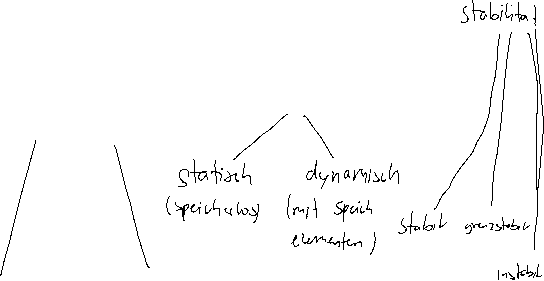 Stabilität
statisch
dynamisch
(speicherlos)
(mit Speich
elementen)
stabil
grenzstabil
instabil